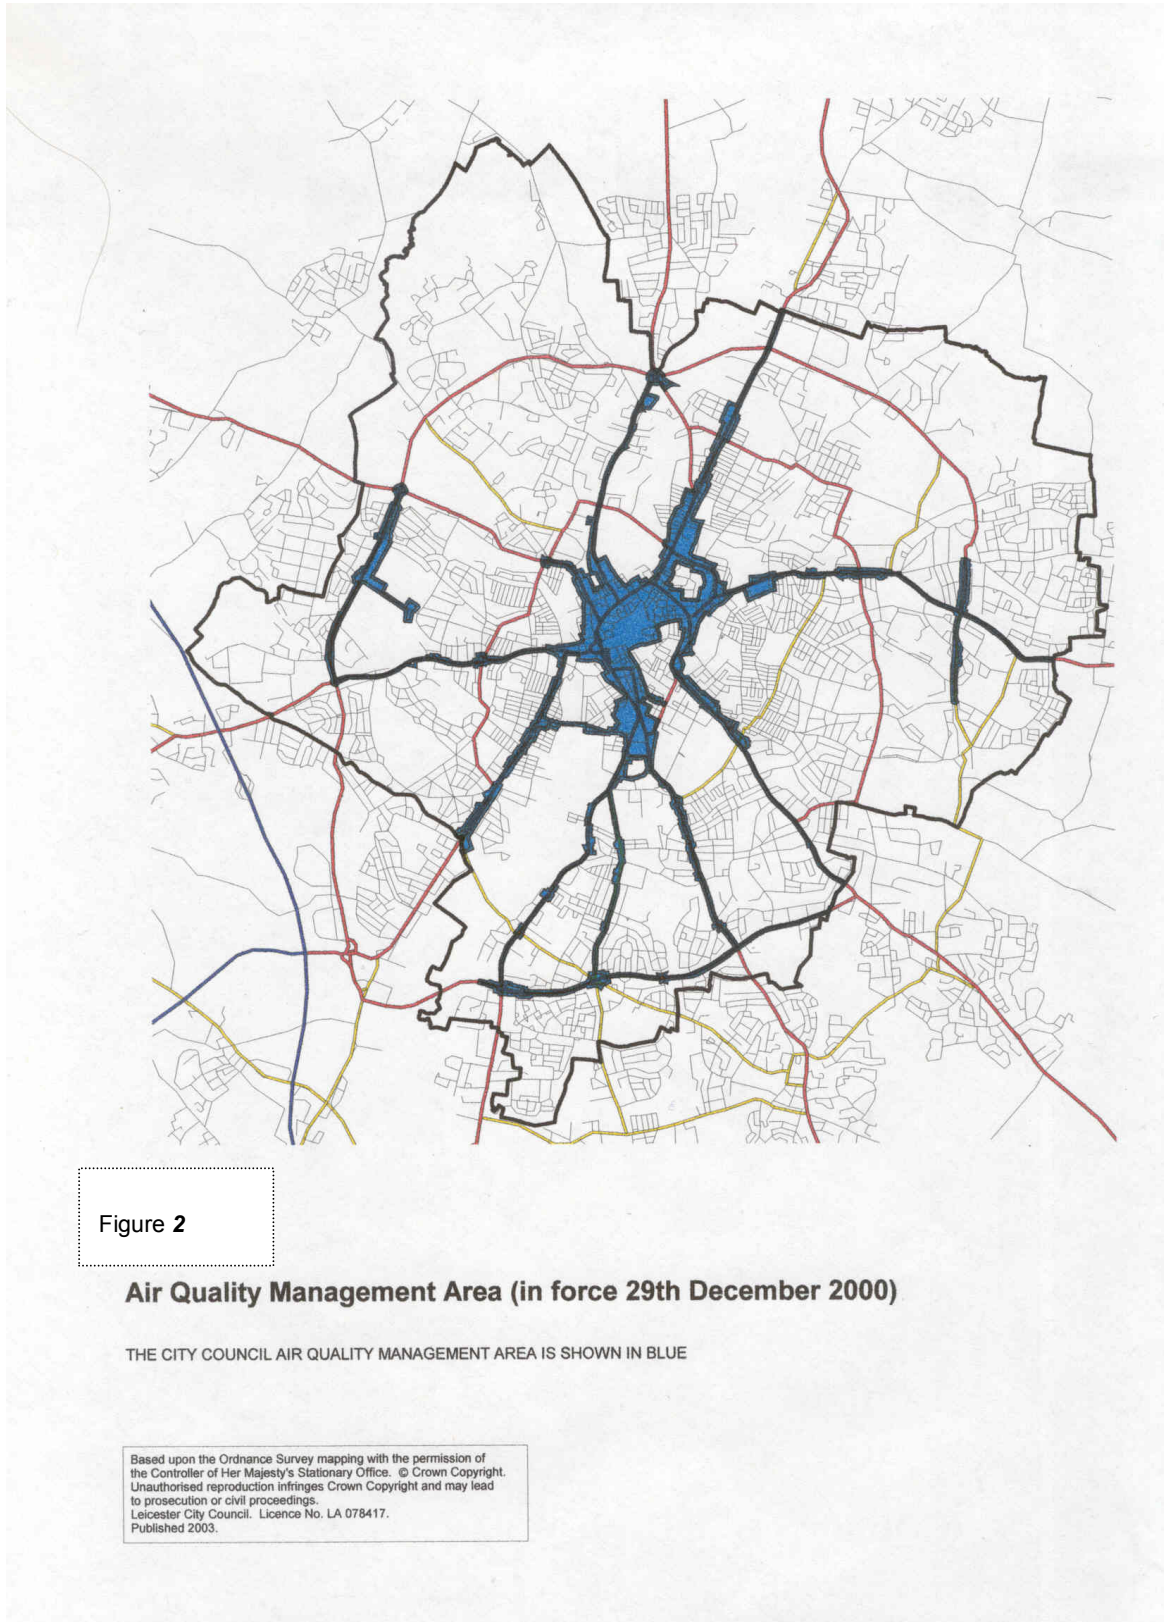 Figure 2
Air Quality Management Area (in force 29th December 2000)
THE CITY COUNCIL AIR QUALITY MANAGEMENT AREA IS SHOWN IN BLUE
Based upon the Ordnance Survey mapping with the permission of
the Controller of Her Majesty's Stationary Office. © Crown Copyright.
Unauthorised reproduction infringes Crown Copyright and may lead
to prosecution or civil proceedings.
Leicester City Council. Licence No. LA 078417.
Published 2003.